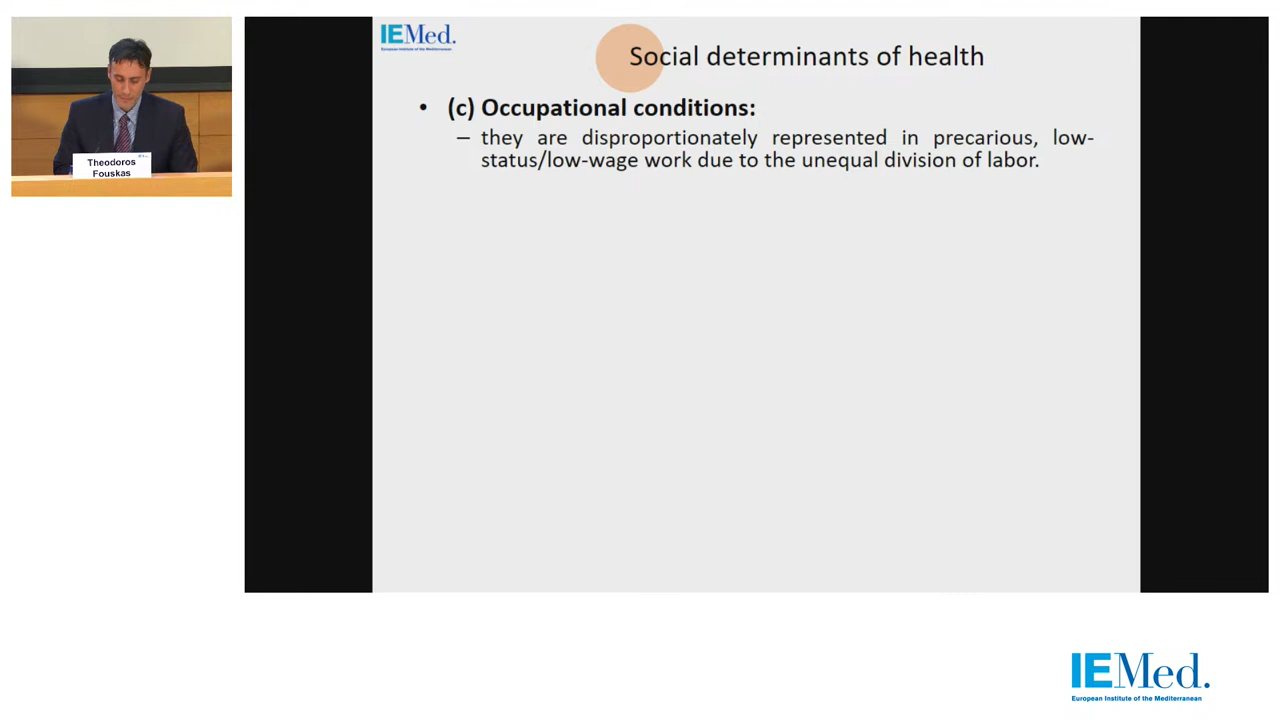 Theodoros
Fouskas
IEMed.
European Institute of the Mediterranean
Social determinants of health
• (c) Occupational conditions:
– they are disproportionately represented in precarious, low-
status/low-wage work due to the unequal division of labor.
IEMed.
European Institute of the Mediterranean